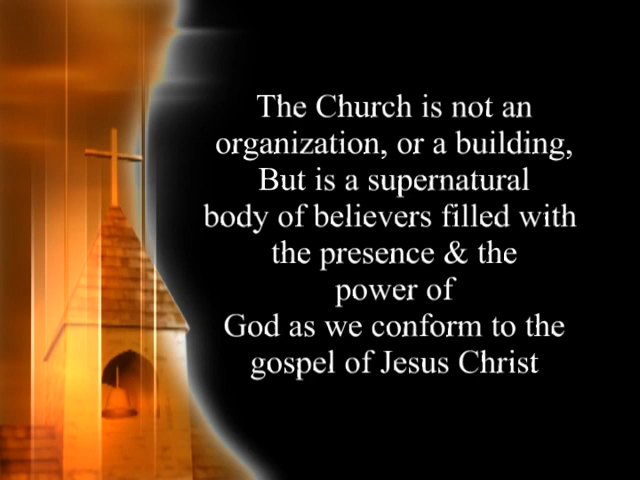 The Church is not an
organization, or a building,
But is a supernatural
body of believers filled with
the presence & the
power of
God as we conform to the
gospel of Jesus Christ